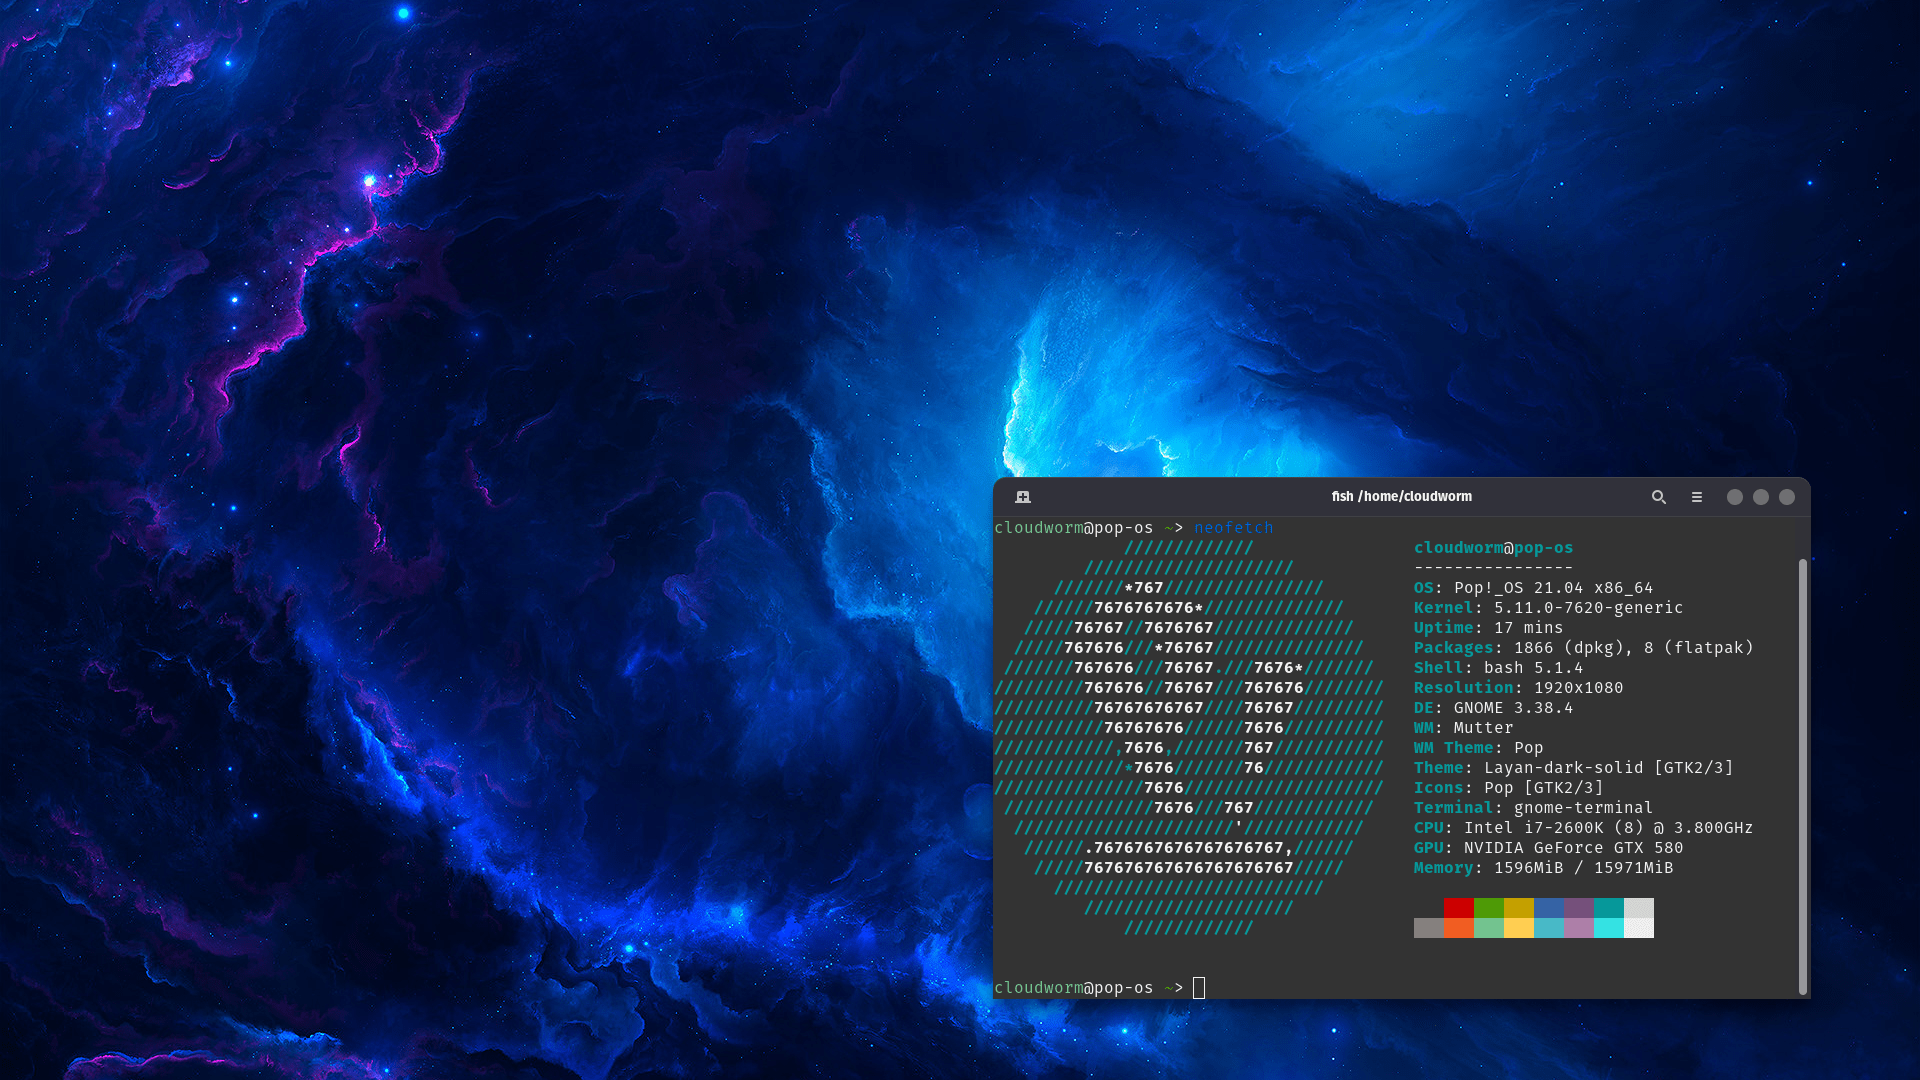 fish /home/cloudworm
cloudworm@pop-os ~> neofetch
/////////////
/////////////////////
///////*767////////////////
//////7676767676*//////////////
/////76767//7676767//////////////
/////767676///*76767///////////////
///////767676///76767.///7676*///////
/////////767676//76767///767676////////
//////////76767676767////76767/////////
///////////76767676//////7676//////////
////////////,7676,///////767///////////
/////////////*7676///////76////////////
///////////////7676////////////////////
///////////////7676///767////////////
//////////////////////'////////////
//////.7676767676767676767,//////
/////767676767676767676767/////
///////////////////////////
/////////////////////
/////////////
cloudworm@pop-os
----------------
OS: Pop!_OS 21.04 x86_64
Kernel: 5.11.0-7620-generic
Uptime: 17 mins
Packages: 1866 (dpkg), 8 (flatpak)
Shell: bash 5.1.4
Resolution: 1920x1080
DE: GNOME 3.38.4
WM: Mutter
WM Theme: Pop
Theme: Layan-dark-solid [GTK2/3]
Icons: Pop [GTK2/3]
Terminal: gnome-terminal
CPU: Intel i7-2600K (8) @ 3.800GHz
GPU: NVIDIA GeForce GTX 580
Memory: 1596MiB / 15971MiB
cloudworm@pop-os ~>